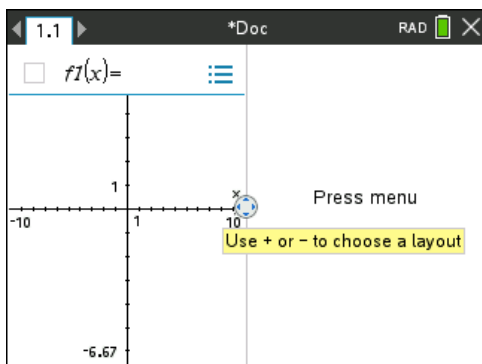 1.1 *Doc RAD
f1(x)=
x
1
-10 1 10
Press menu
Use + or - to choose a layout
-6.67